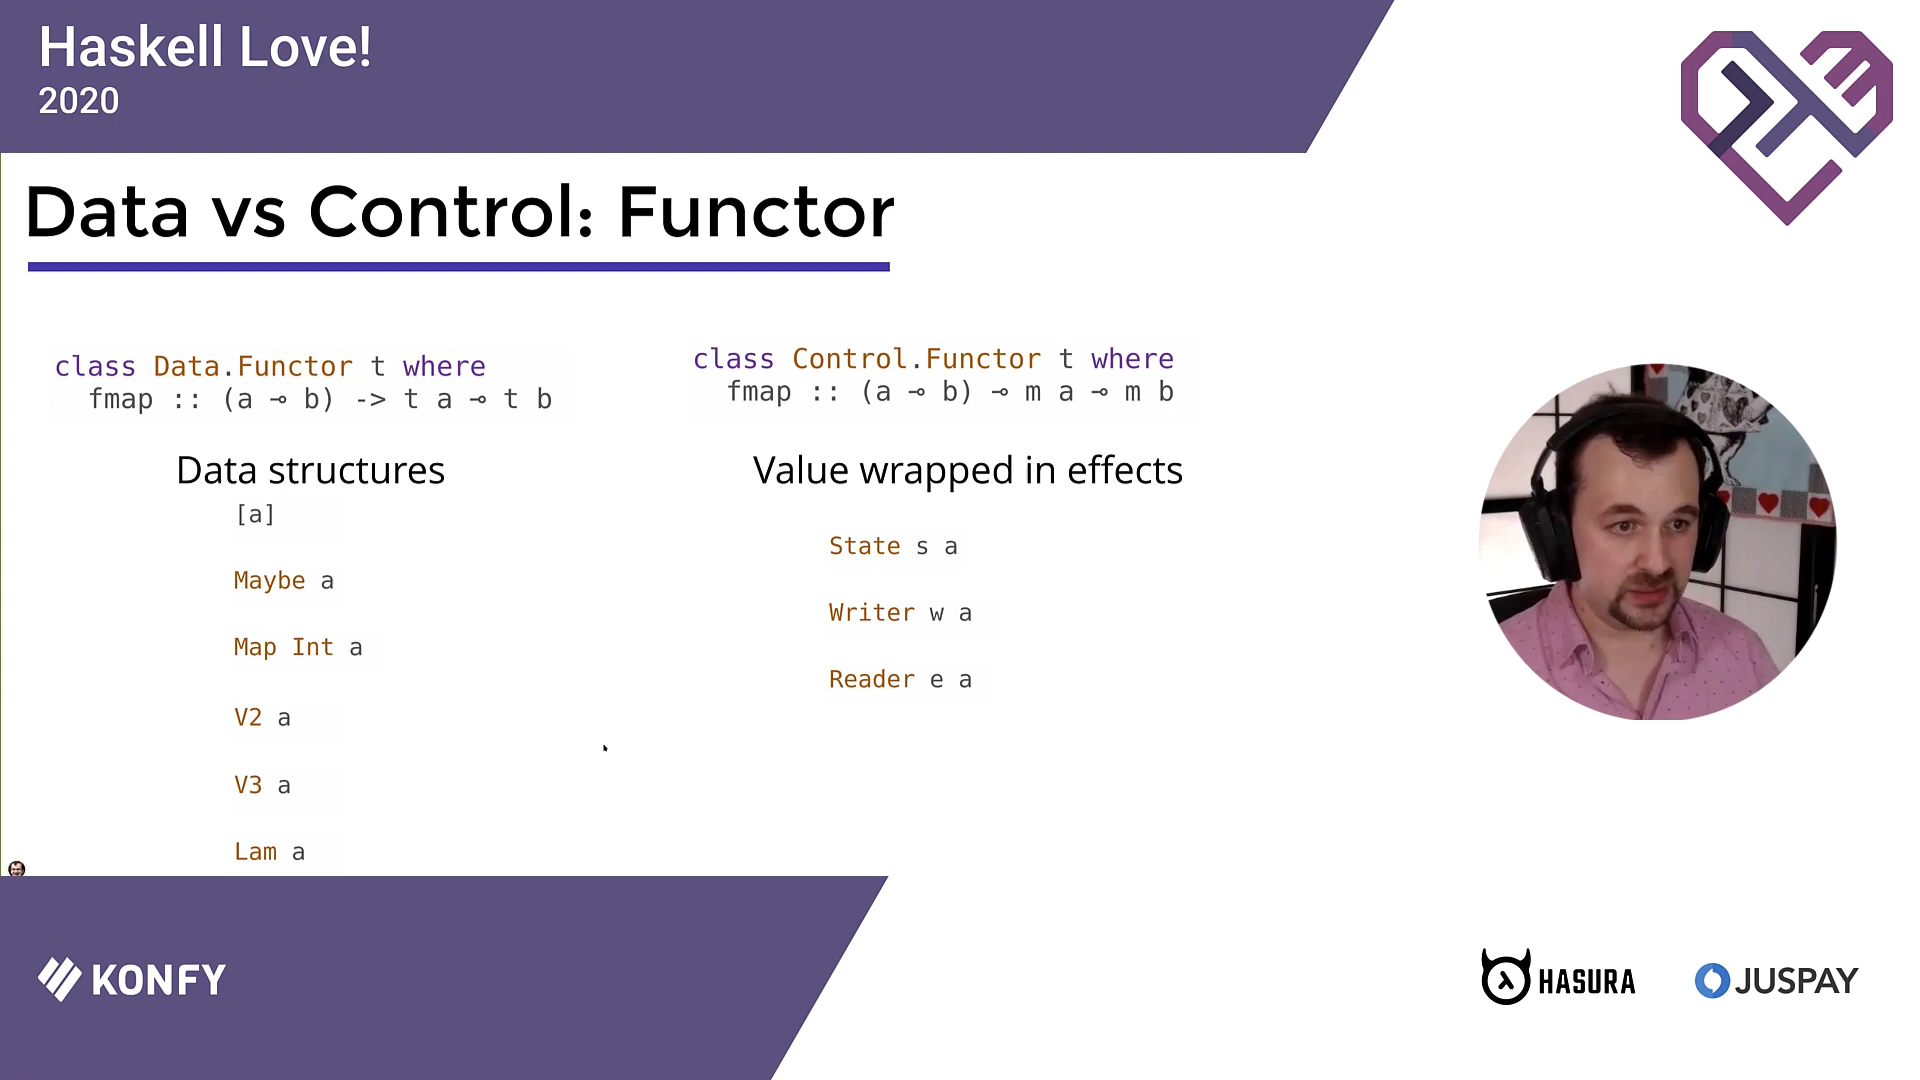 Haskell Love!
2020
Data vs Control: Functor
class Data.Functor t where
fmap :: (a ⊸ b) -> t a ⊸ t b
Data structures
[a]
Maybe a
Map Int a
V2 a
V3 a
Lam a
class Control.Functor t where
fmap :: (a ⊸ b) ⊸ m a ⊸ m b
Value wrapped in effects
State s a
Writer w a
Reader e a
KONFY
HASURA
JUSPAY